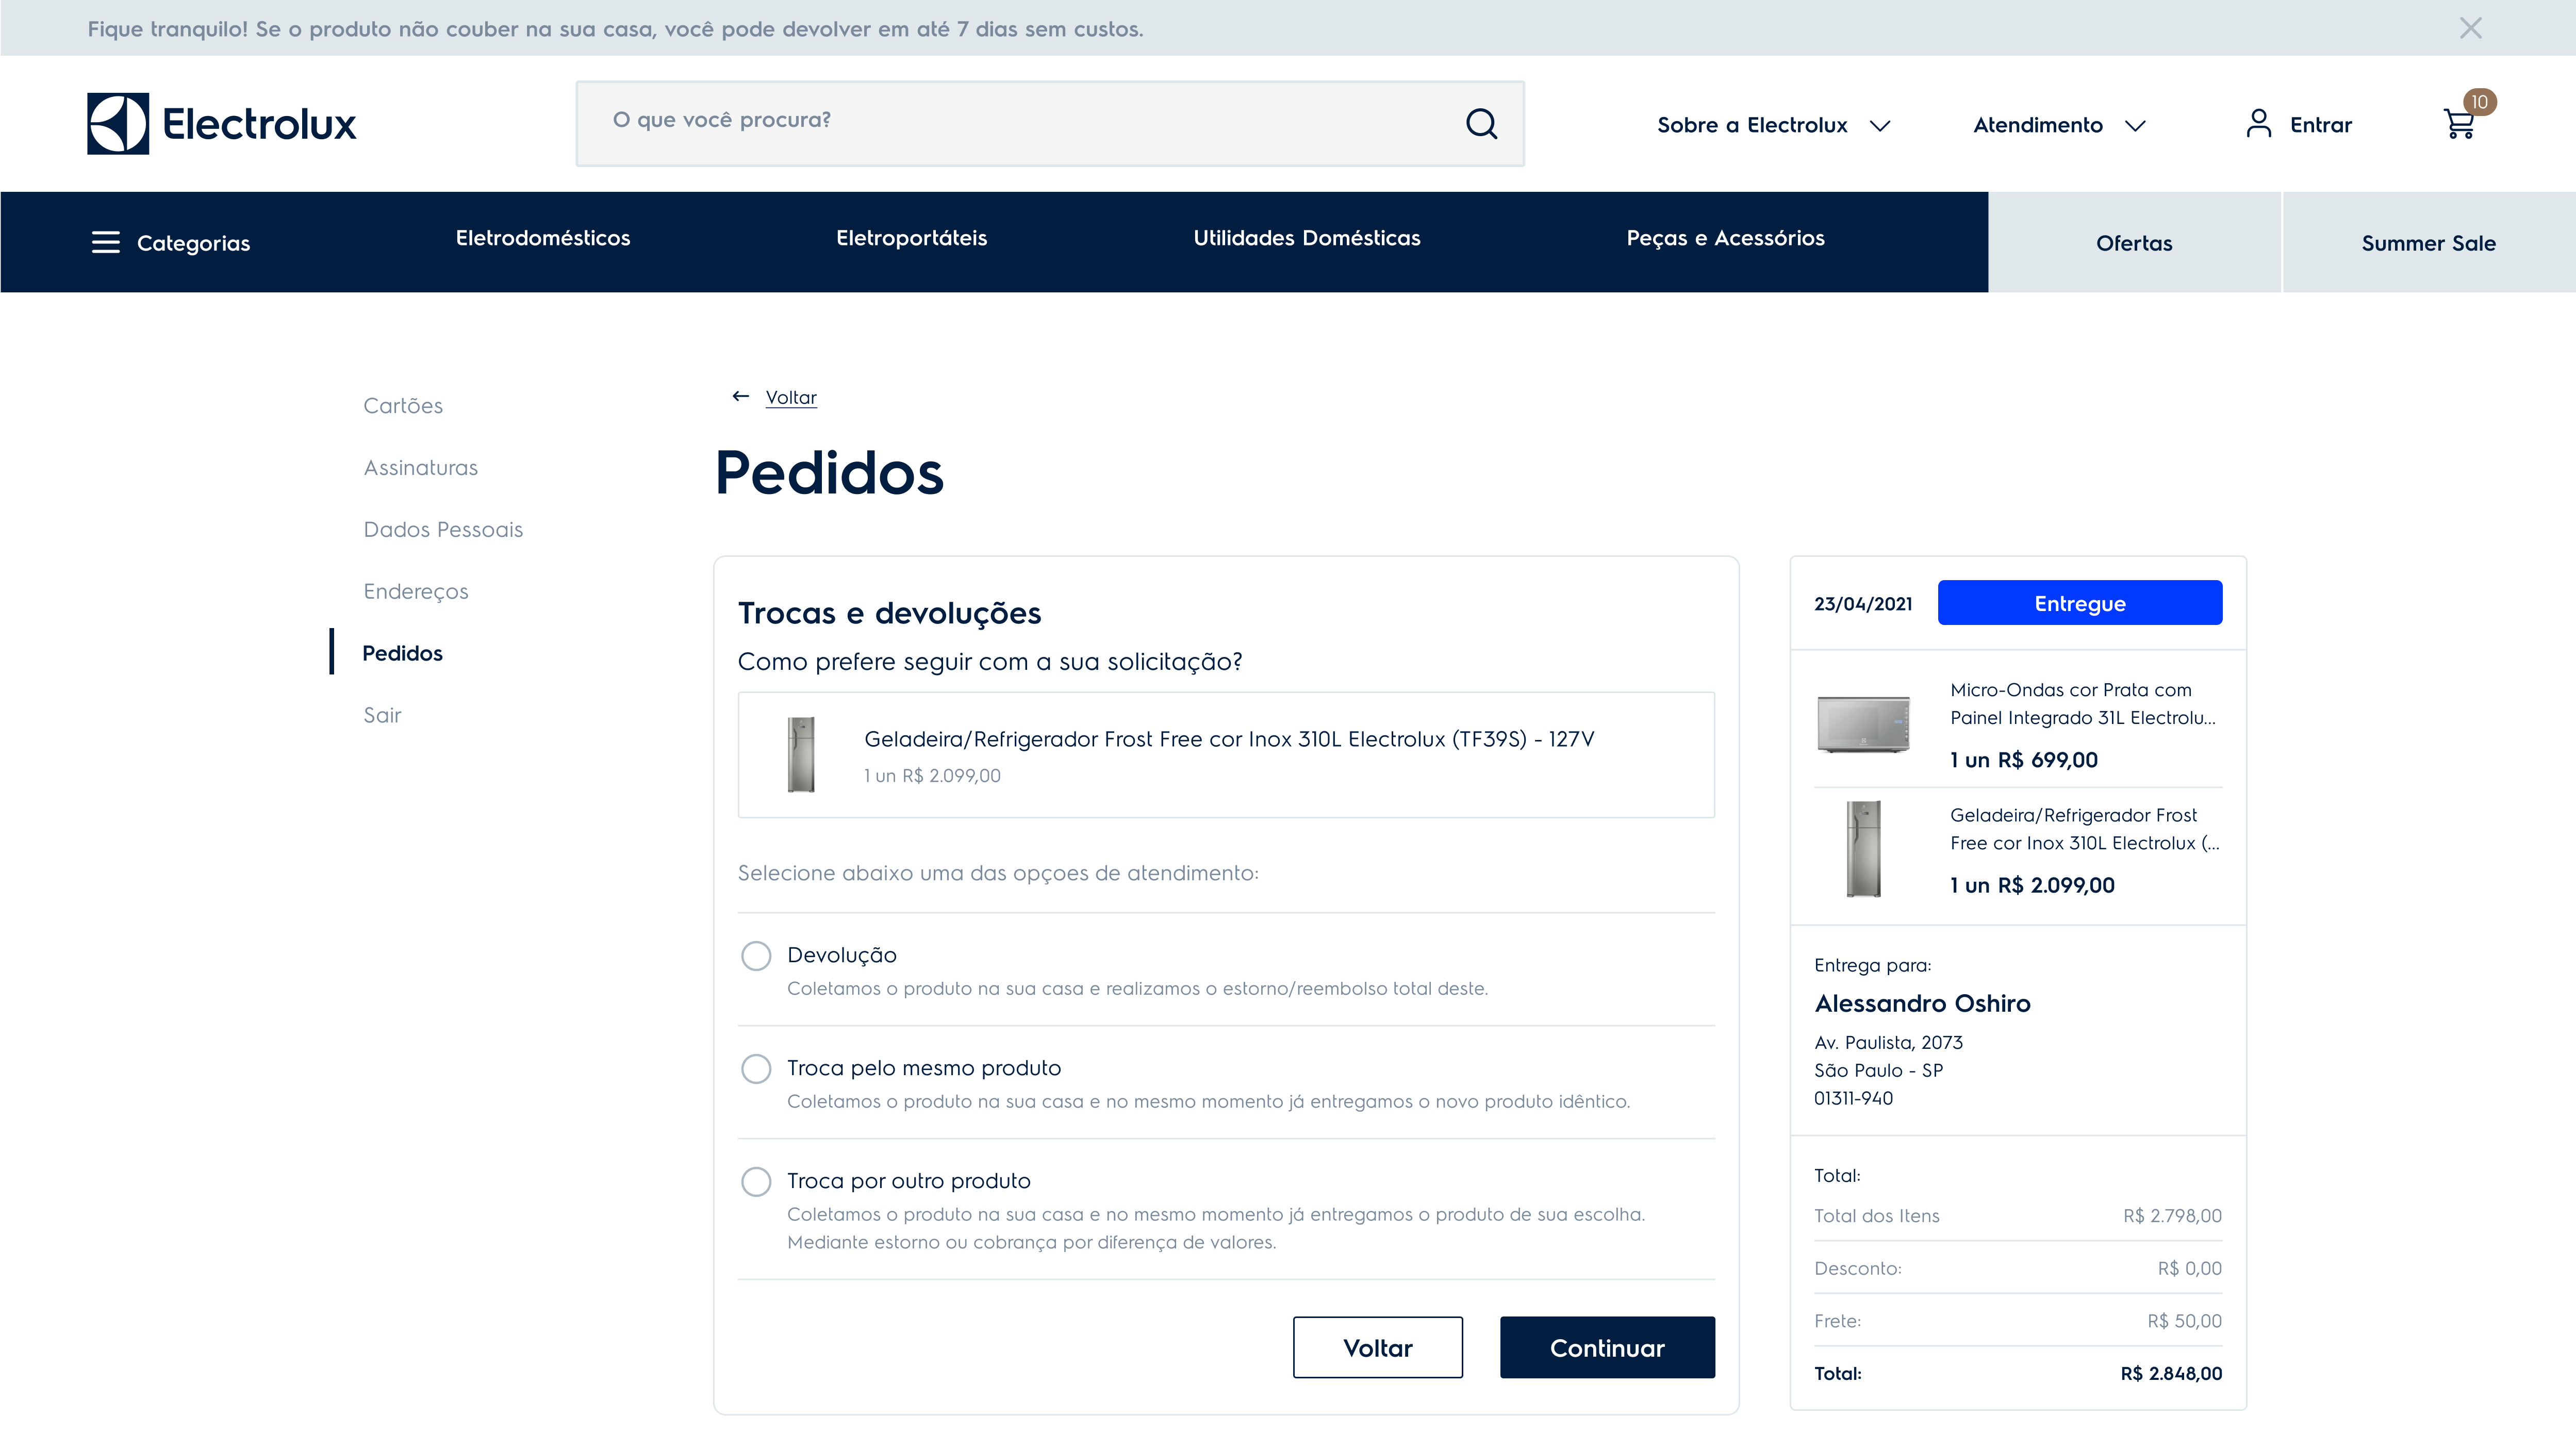 Fique tranquilo! Se o produto não couber na sua casa, você pode devolver em até 7 dias sem custos.
Electrolux
O que você procura?
Sobre a Electrolux
Atendimento
Entrar
10
Categorias
Eletrodomésticos
Eletroportáteis
Utilidades Domésticas
Peças e Acessórios
Ofertas
Summer Sale
Cartões
Assinaturas
Dados Pessoais
Endereços
Pedidos
Sair
Voltar
Pedidos
Trocas e devoluções
Como prefere seguir com a sua solicitação?
Geladeira/Refrigerador Frost Free cor Inox 310L Electrolux (TF39S) - 127V
1 un R$ 2.099,00
Selecione abaixo uma das opçoes de atendimento:
Devolução
Coletamos o produto na sua casa e realizamos o estorno/reembolso total deste.
Troca pelo mesmo produto
Coletamos o produto na sua casa e no mesmo momento já entregamos o novo produto idêntico.
Troca por outro produto
Coletamos o produto na sua casa e no mesmo momento já entregamos o produto de sua escolha.
Mediante estorno ou cobrança por diferença de valores.
Voltar
Continuar
23/04/2021
Entregue
Micro-Ondas cor Prata com
Painel Integrado 31L Electrolu...
1 un R$ 699,00
Geladeira/Refrigerador Frost
Free cor Inox 310L Electrolux (...
1 un R$ 2.099,00
Entrega para:
Alessandro Oshiro
Av. Paulista, 2073
São Paulo - SP
01311-940
Total:
Total dos Itens R$ 2.798,00
Desconto: R$ 0,00
Frete: R$ 50,00
Total: R$ 2.848,00